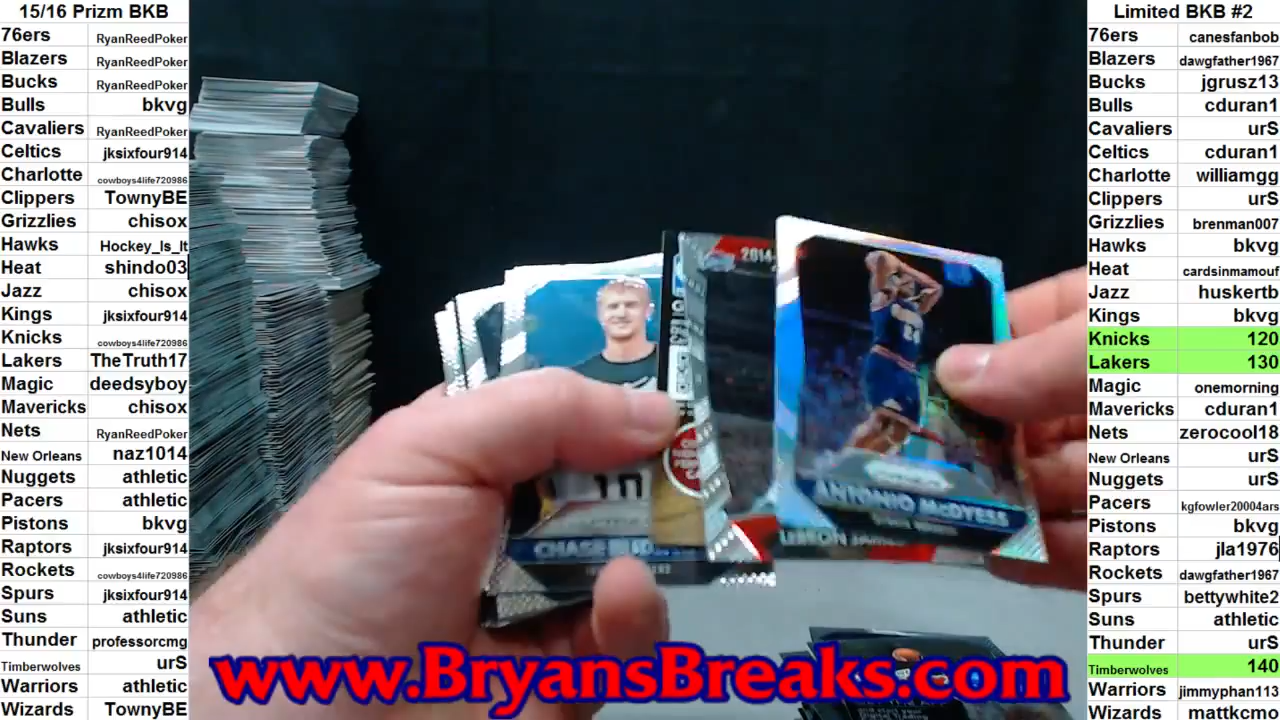 15/16 Prizm BKB
76ers RyanReedPoker
Blazers RyanReedPoker
Bucks RyanReedPoker
Bulls bkvg
Cavaliers RyanReedPoker
Celtics jksixfour914
Charlotte cowboys4life720986
Clippers TownyBE
Grizzlies chisox
Hawks Hockey_Is_It
Heat shindo03
Jazz chisox
Kings jksixfour914
Knicks cowboys4life720986
Lakers TheTruth17
Magic deedsyboy
Mavericks chisox
Nets RyanReedPoker
New Orleans naz1014
Nuggets athletic
Pacers athletic
Pistons bkvg
Raptors jksixfour914
Rockets cowboys4life720986
Spurs jksixfour914
Suns athletic
Thunder professorcmg
Timberwolves urS
Warriors athletic
Wizards TownyBE
2014
CHASE
ANTONIO McDYESS
LEBRON JAMES
www.BryansBreaks.com
Limited BKB #2
76ers canesfanbob
Blazers dawgfather1967
Bucks jgrusz13
Bulls cduran1
Cavaliers urS
Celtics cduran1
Charlotte williamgg
Clippers urS
Grizzlies brenman007
Hawks bkvg
Heat cardsinmamouf
Jazz huskertb
Kings bkvg
Knicks 120
Lakers 130
Magic onemorning
Mavericks cduran1
Nets zerocool18
New Orleans urS
Nuggets urS
Pacers kgfowler20004ars
Pistons bkvg
Raptors jla1976
Rockets dawgfather1967
Spurs bettywhite2
Suns athletic
Thunder urS
Timberwolves 140
Warriors jimmyphan113
Wizards mattkcmo